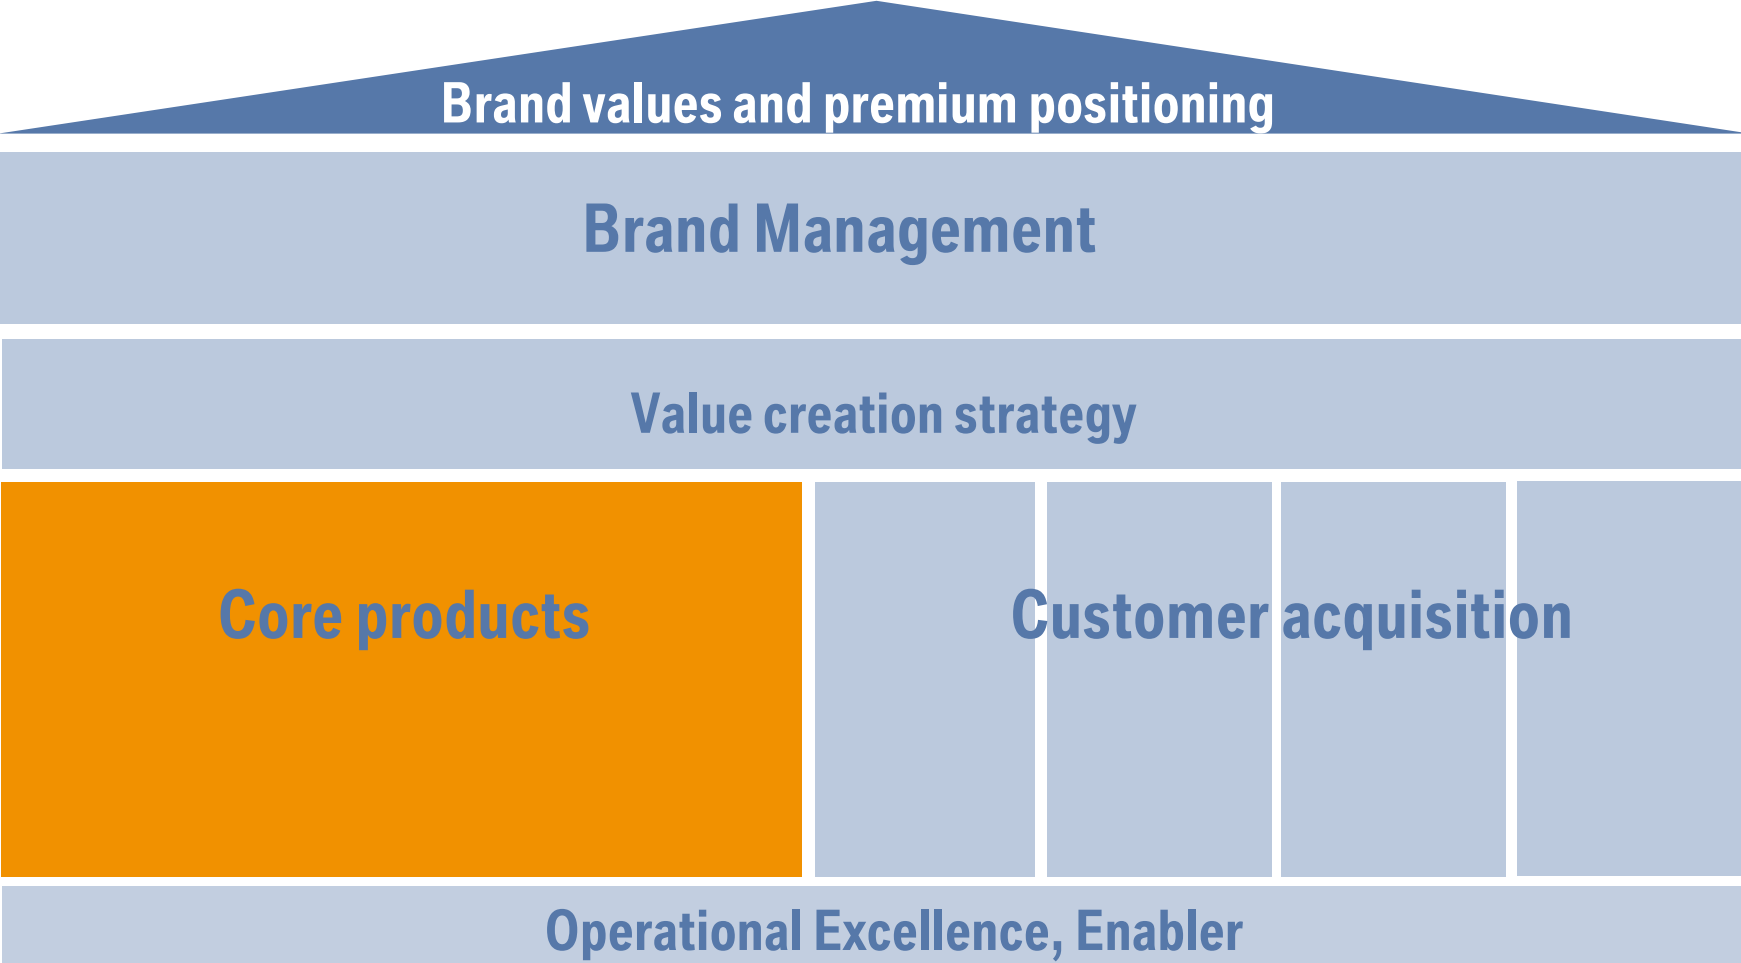 Brand values and premium positioning
Brand Management
Value creation strategy
Core products
Customer acquisition
Operational Excellence, Enabler